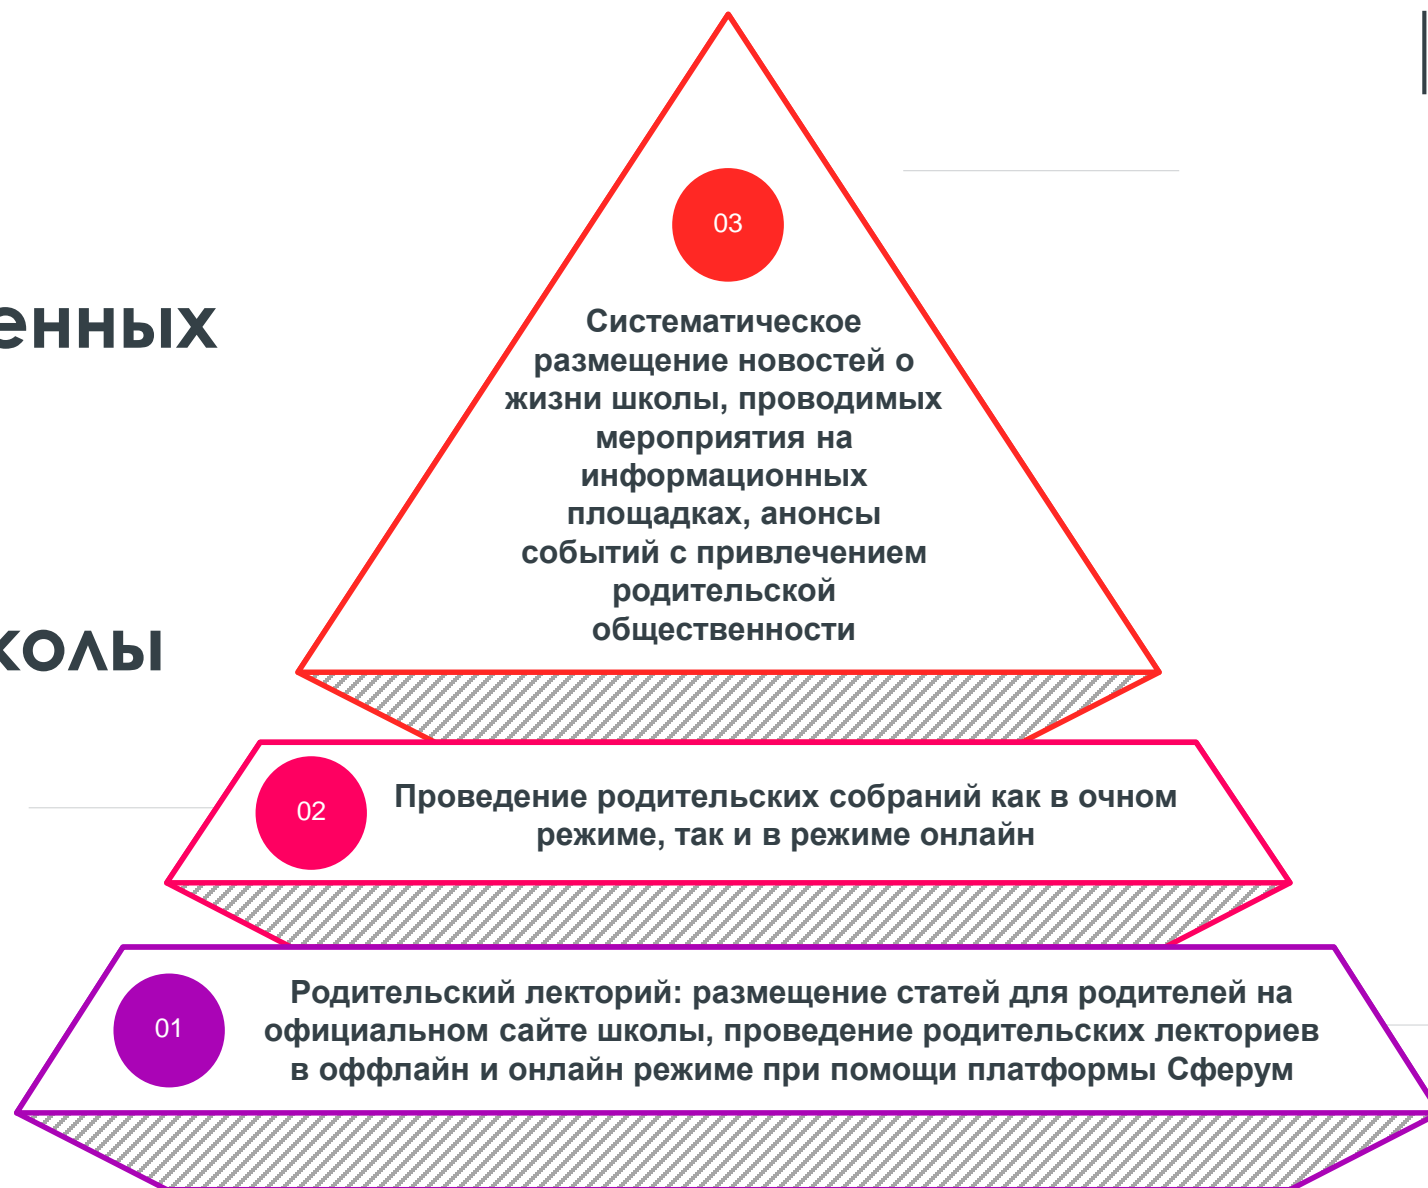 03
Систематическое
размещение новостей о
жизни школы, проводимых
мероприятия на
информационных
площадках, анонсы
событий с привлечением
родительской
общественности
енных
колы
02
Проведение родительских собраний как в очном
режиме, так и в режиме онлайн
01
Родительский лекторий: размещение статей для родителей на
официальном сайте школы, проведение родительских лекториев
в оффлайн и онлайн режиме при помощи платформы Сферум